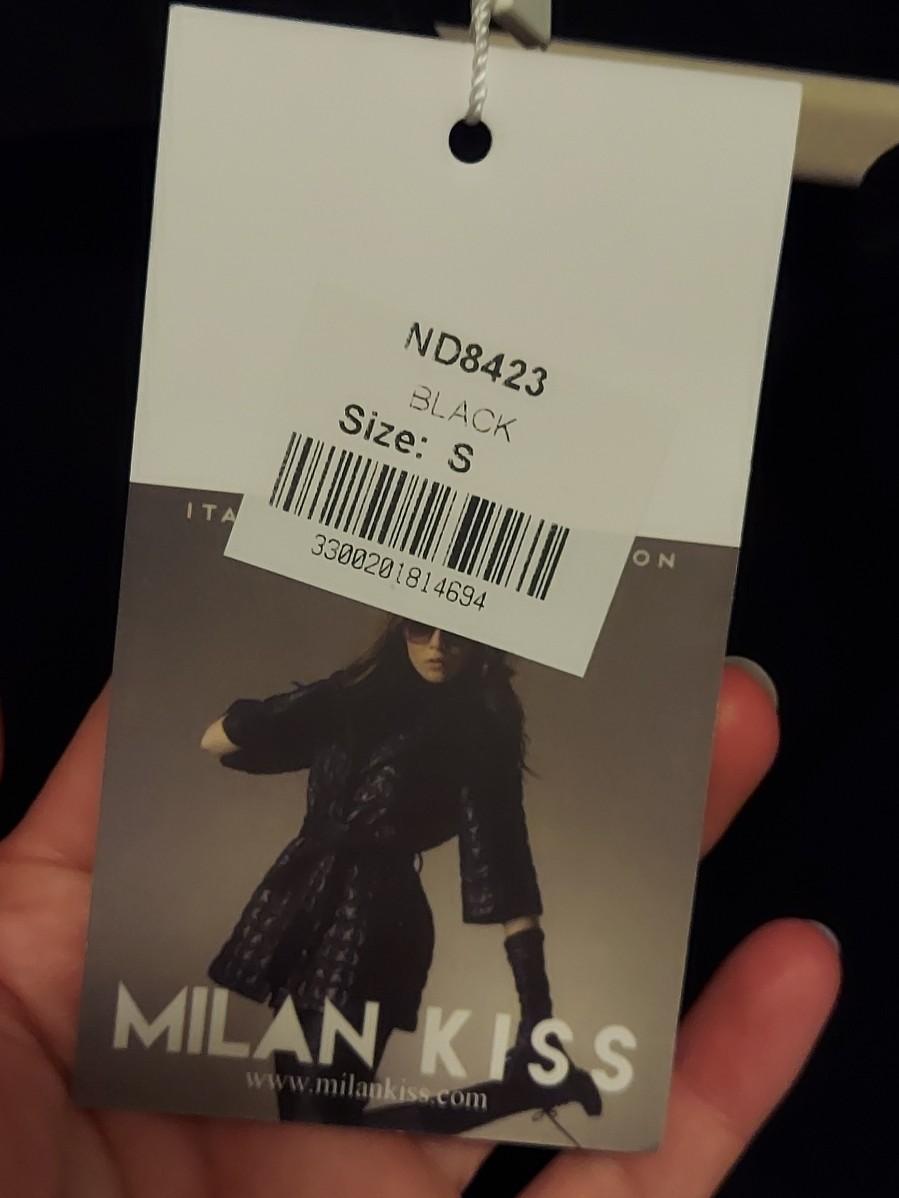 ND8423
BLACK
Size: S
3300201814694
ITA
ON
MILAN KISS
www.milankiss.com